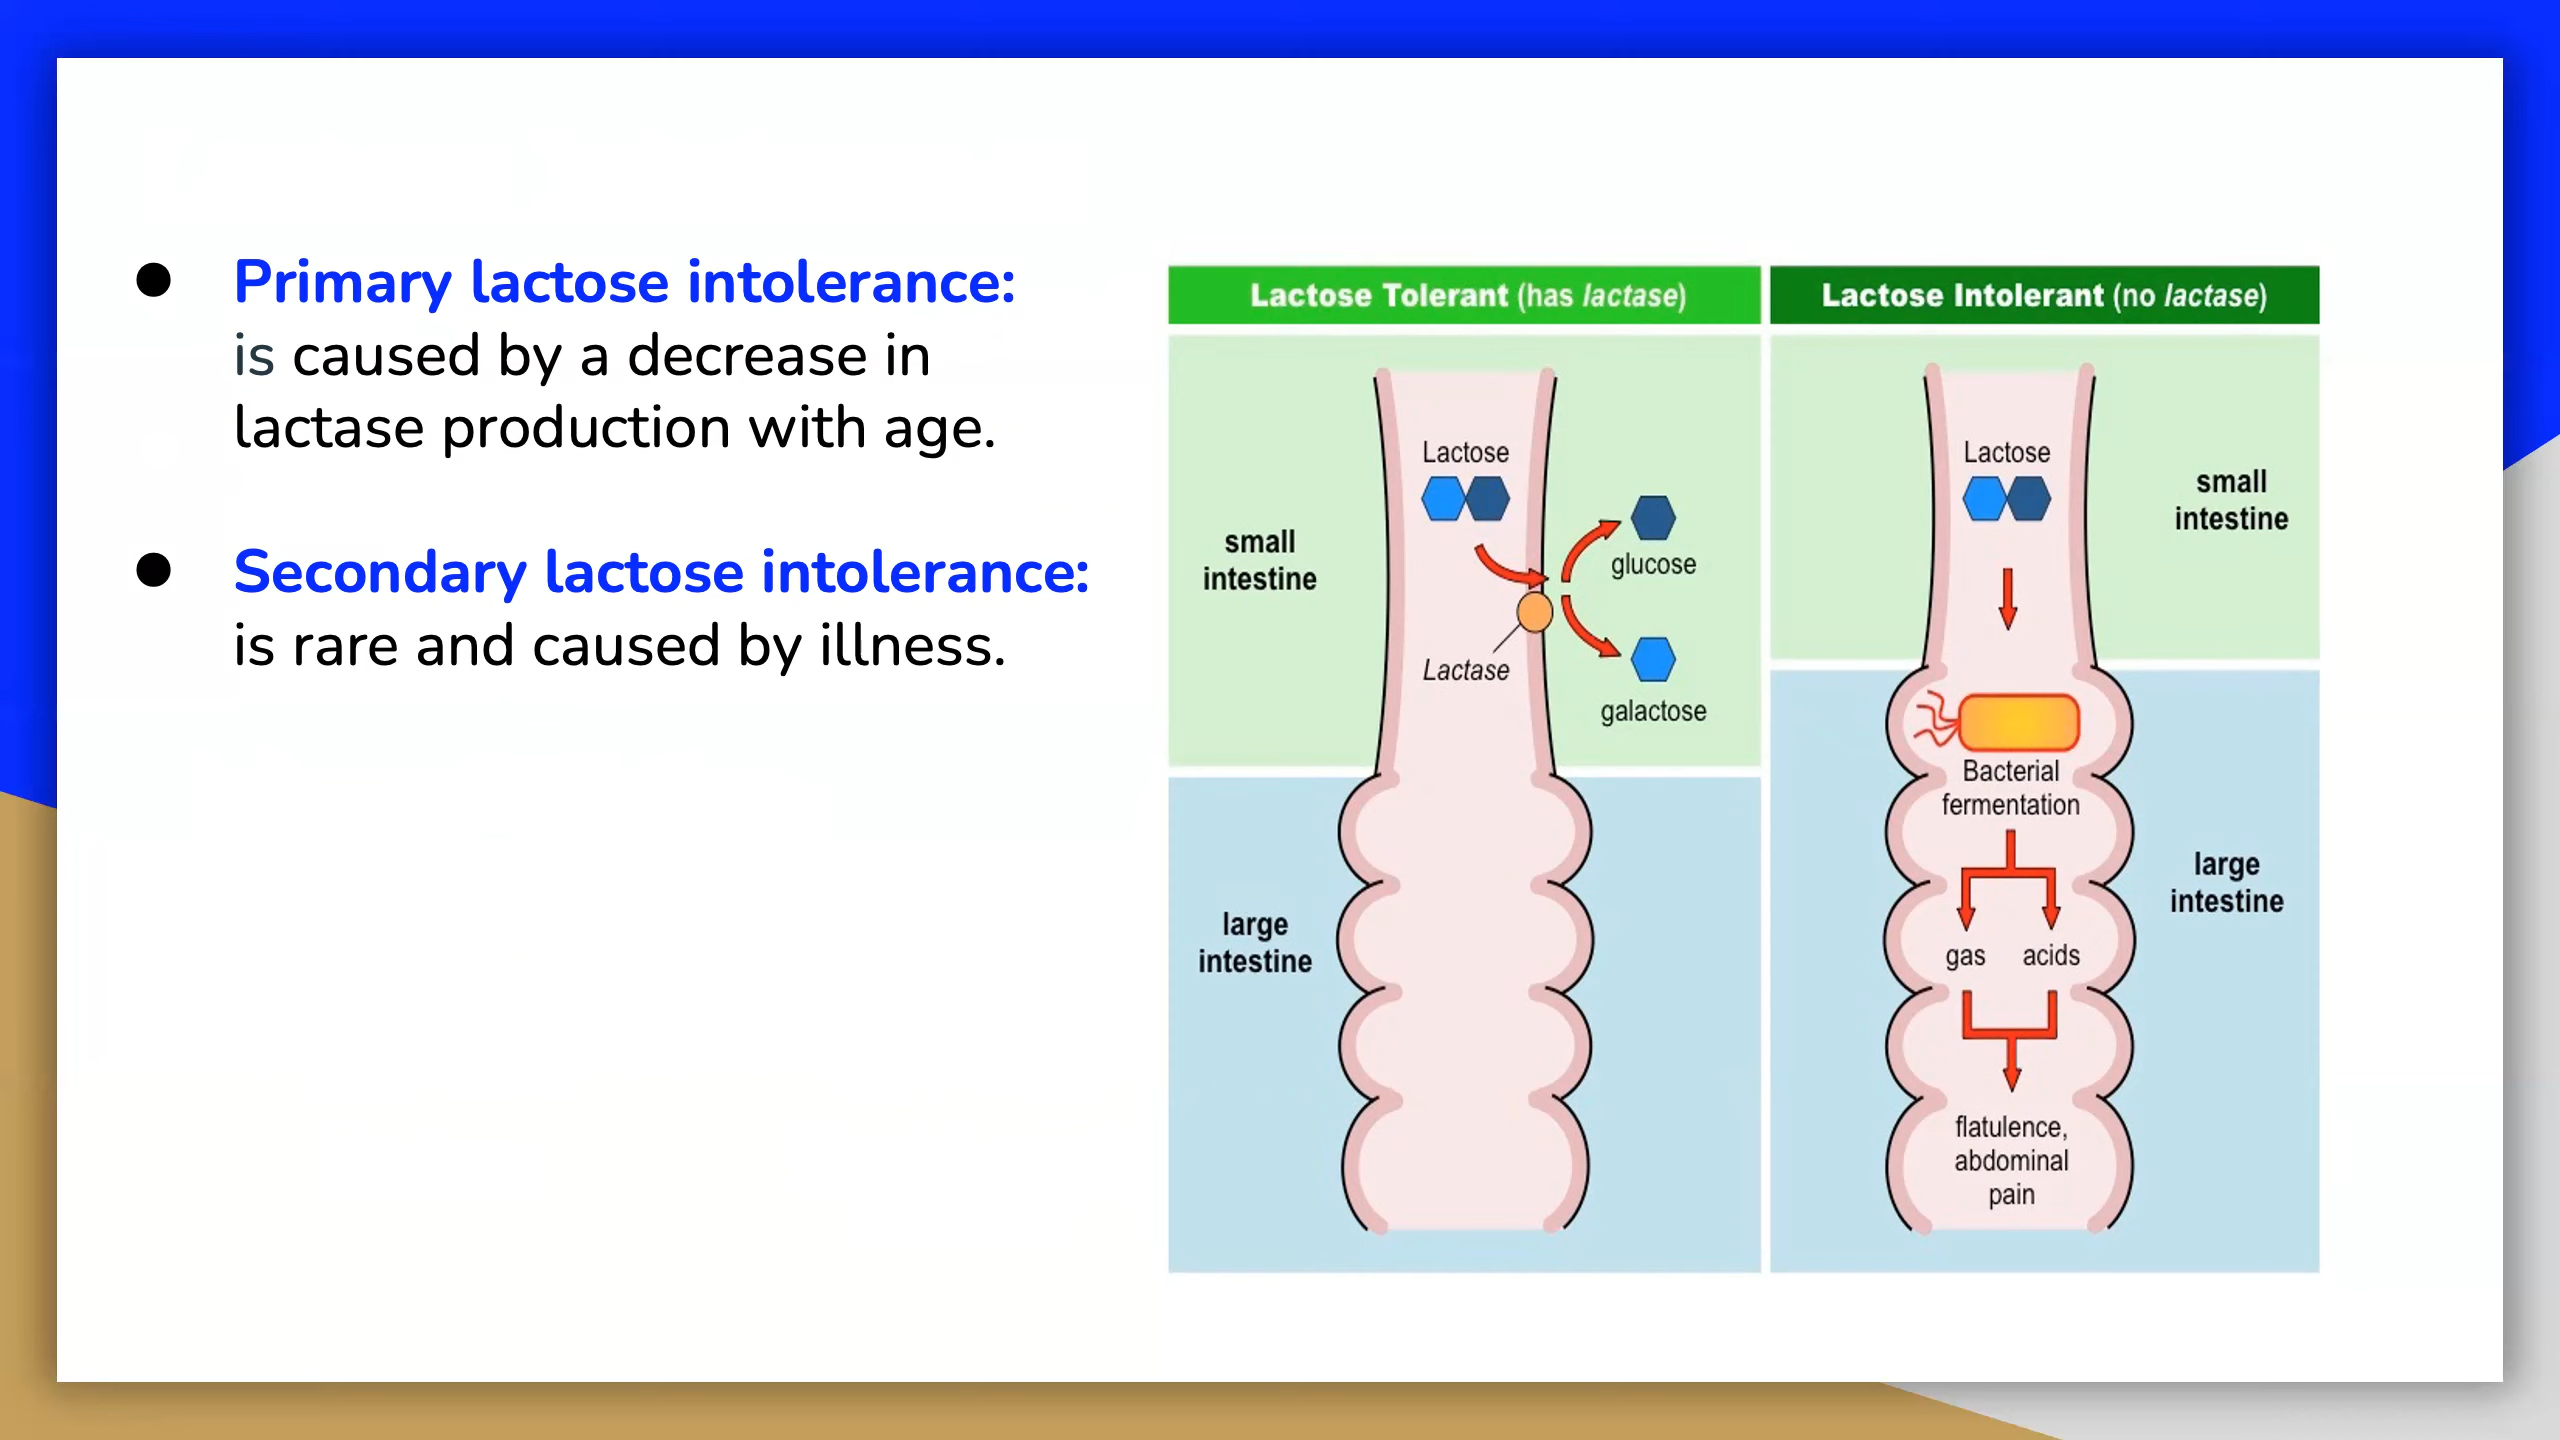 ● Primary lactose intolerance:
is caused by a decrease in
lactase production with age.
● Secondary lactose intolerance:
is rare and caused by illness.
Lactose Tolerant (has lactase)
small
intestine
Lactose
Lactase
glucose
galactose
large
intestine
Lactose Intolerant (no lactase)
Lactose
small
intestine
Bacterial
fermentation
gas acids
flatulence,
abdominal
pain
large
intestine